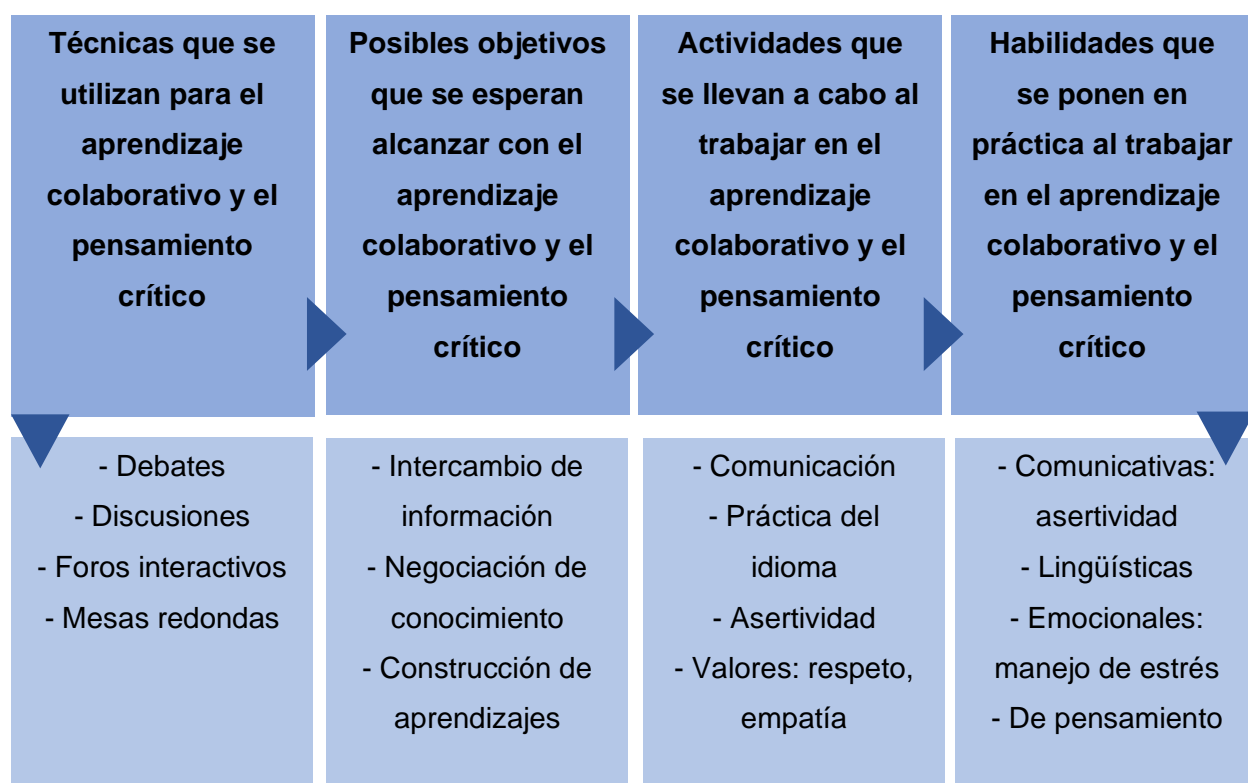 Técnicas que se
utilizan para el
aprendizaje
colaborativo y el
pensamiento
crítico
Posibles objetivos
que se esperan
alcanzar con el
aprendizaje
colaborativo y el
pensamiento
crítico
Actividades que
se llevan a cabo al
trabajar en el
aprendizaje
colaborativo y el
pensamiento
crítico
Habilidades que
se ponen en
práctica al trabajar
en el aprendizaje
colaborativo y el
pensamiento
crítico
- Debates
- Discusiones
- Foros interactivos
- Mesas redondas
- Intercambio de
información
- Negociación de
conocimiento
- Construcción de
aprendizajes
- Comunicación
- Práctica del
idioma
- Asertividad
- Valores: respeto,
empatía
- Comunicativas:
asertividad
- Lingüísticas
- Emocionales:
manejo de estrés
- De pensamiento